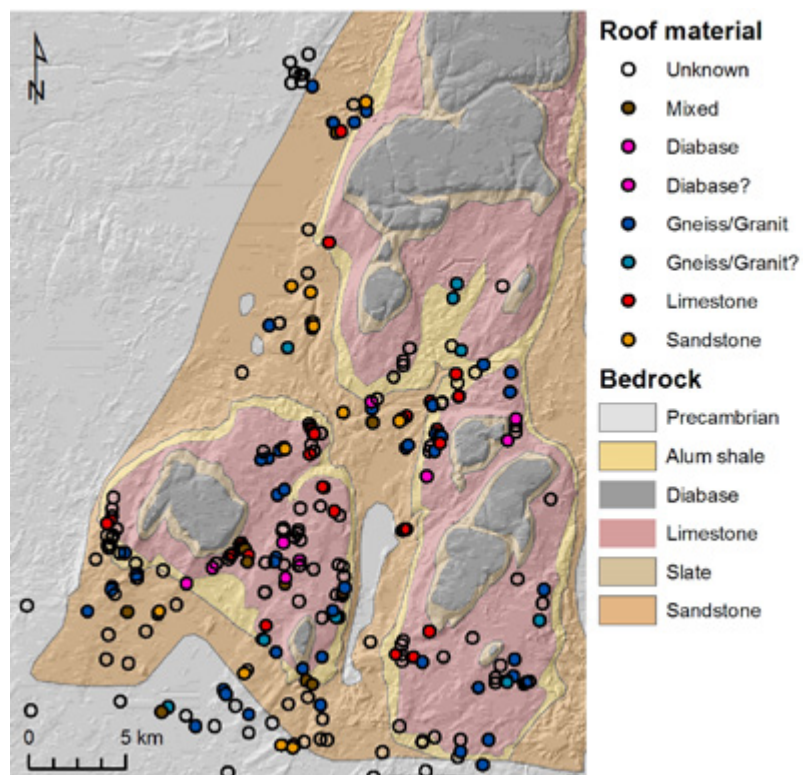 N
Roof material
Unknown
Mixed
Diabase
Diabase?
Gneiss/Granit
Gneiss/Granit?
Limestone
Sandstone
Bedrock
Precambrian
Alum shale
Diabase
Limestone
Slate
Sandstone
0 5 km